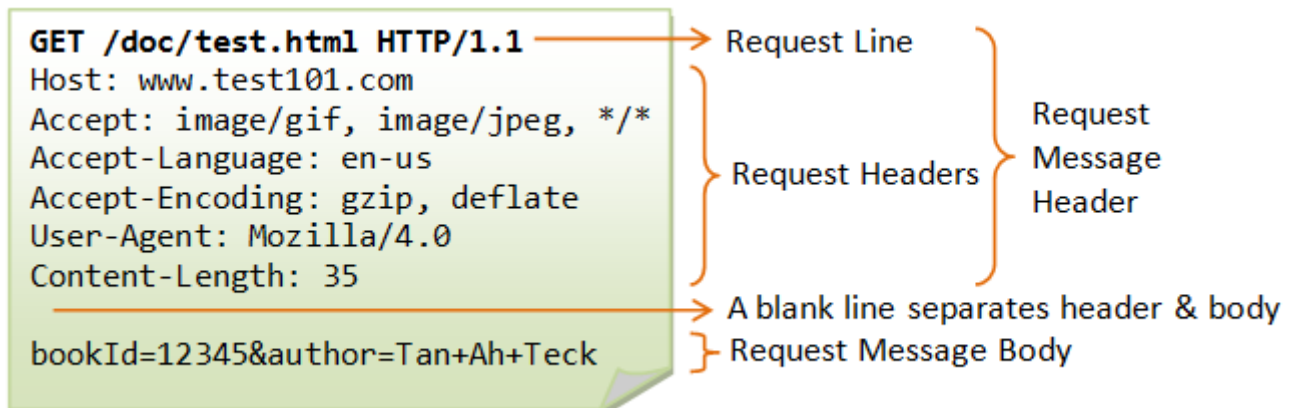 GET /doc/test.html HTTP/1.1
Request Line
Host: www.test101.com
Accept: image/gif, image/jpeg, */*
Accept-Language: en-us
Accept-Encoding: gzip, deflate
User-Agent: Mozilla/4.0
Content-Length: 35
Request Headers
Request
Message
Header
A blank line separates header & body
bookId=12345&author=Tan+Ah+Teck
Request Message Body